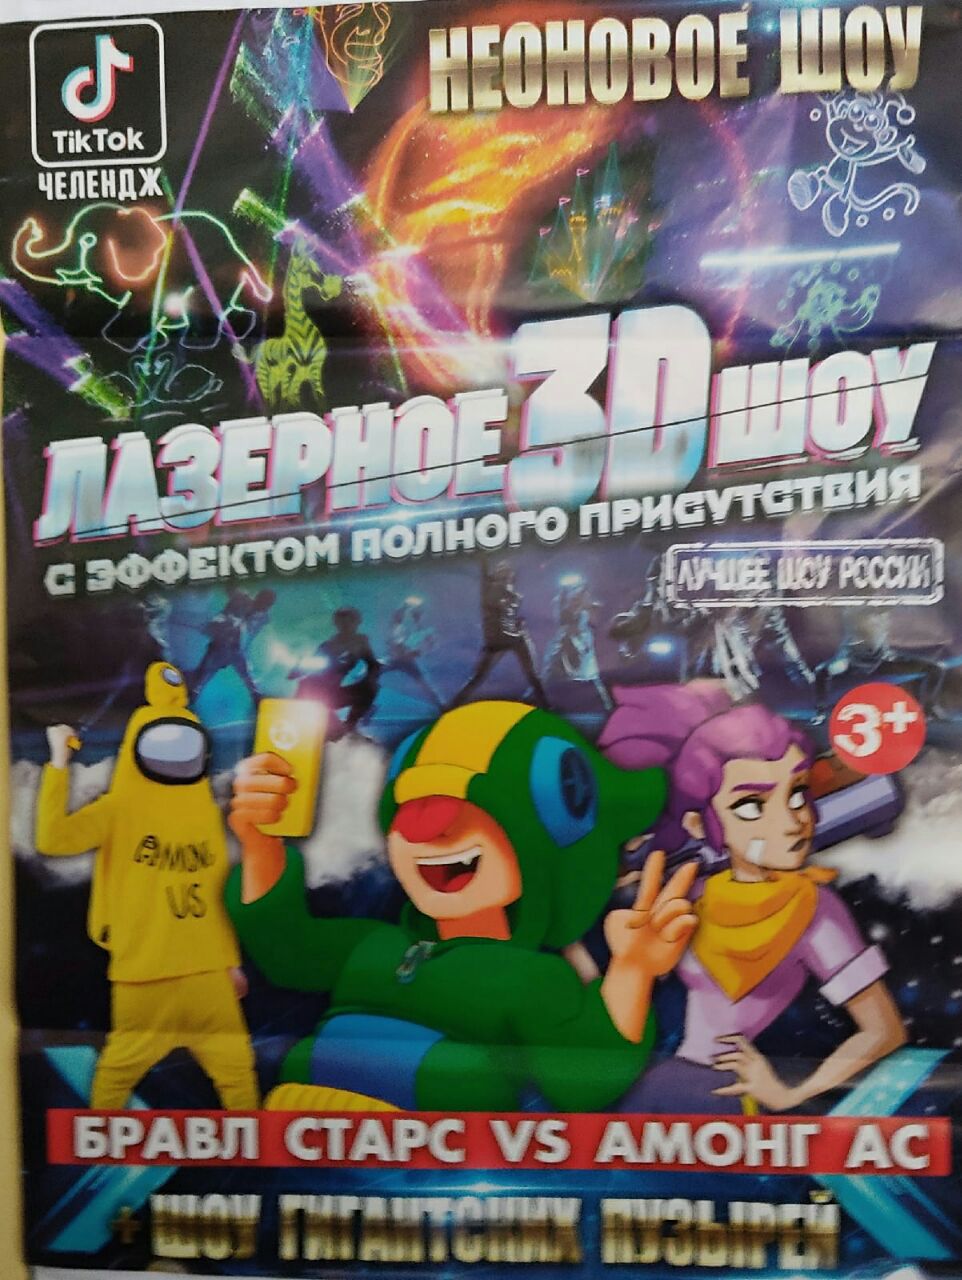 НЕОНОВОЕ ШОУ
TikTok
ЧЕЛЕНДЖ
ЛАЗЕРНОЕ 3D ШОУ
С ЭФФЕКТОМ ПОЛНОГО ПРИСУТСТВИЯ
ЛУЧШЕЕ ШОУ РОССИИ
3+
AMONG
US
БРАВЛ СТАРС VS АМОНГ АС
+ ШОУ ГИГАНТСКИХ ПУЗЫРЕЙ